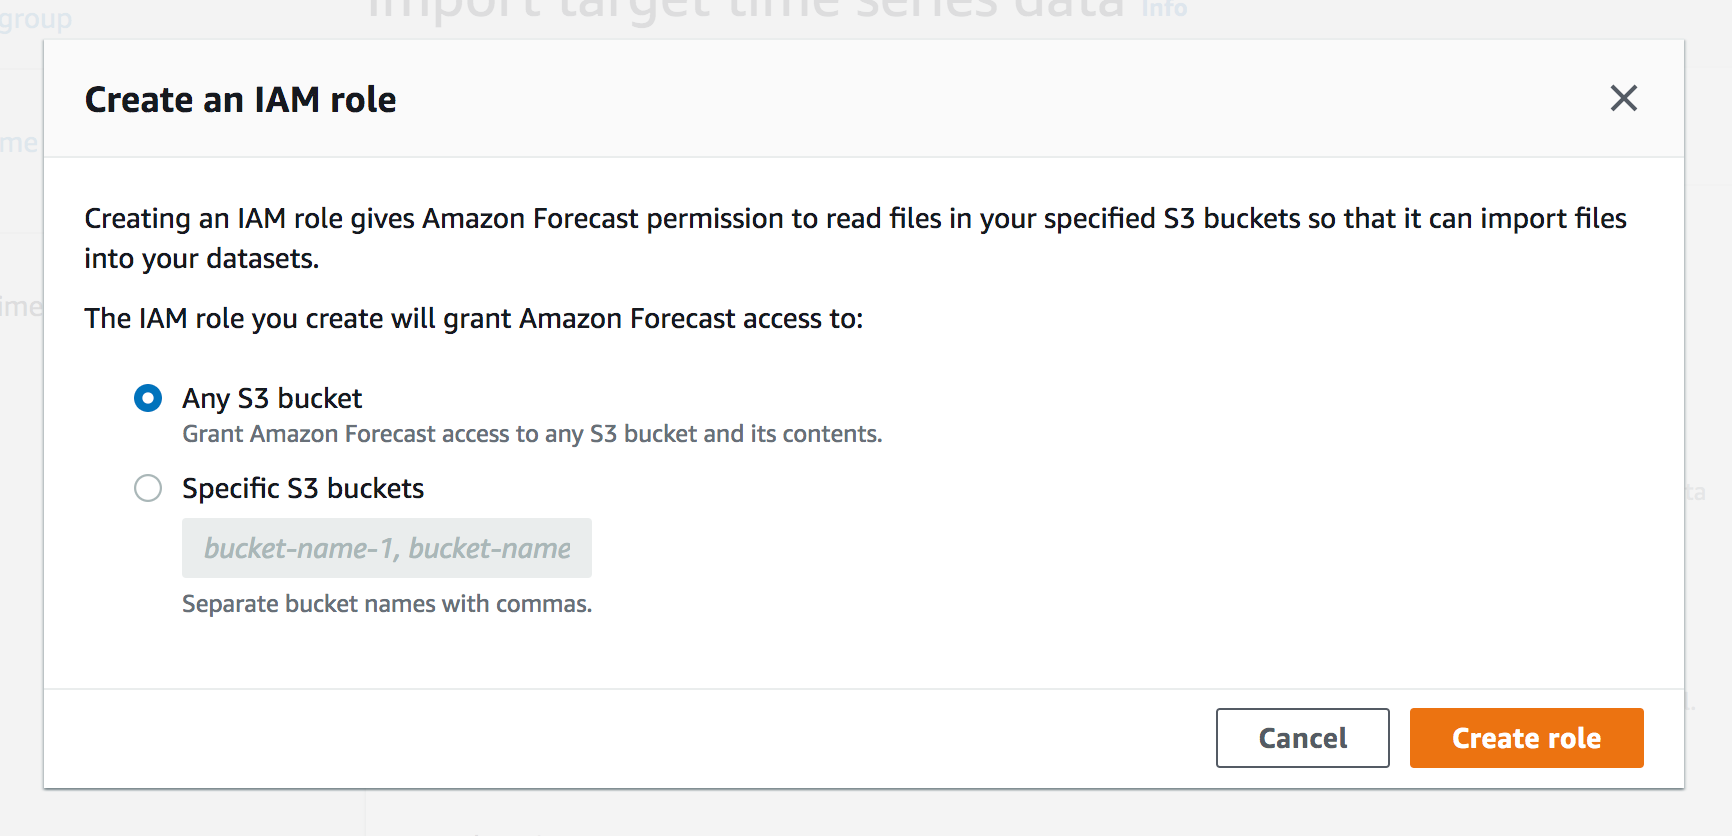 group
Import target time series data Info
Create an IAM role
me
Creating an IAM role gives Amazon Forecast permission to read files in your specified S3 buckets so that it can import files
into your datasets.
ime
The IAM role you create will grant Amazon Forecast access to:
Any S3 bucket
Grant Amazon Forecast access to any S3 bucket and its contents.
Specific S3 buckets
ta
bucket-name-1, bucket-name
Separate bucket names with commas.
Cancel
Create role